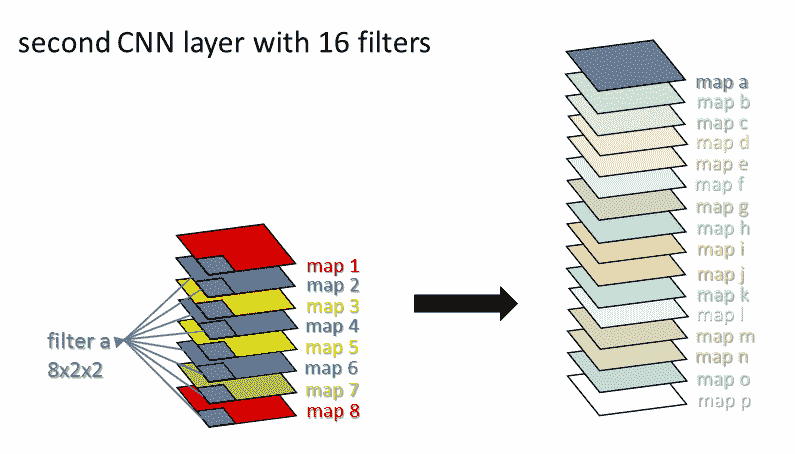 second CNN layer with 16 filters
map a
map b
map c
map d
map e
map f
map g
map h
map i
map j
map k
map l
map m
map n
map o
map p
map 1
map 2
map 3
map 4
map 5
map 6
map 7
map 8
filter a
8x2x2